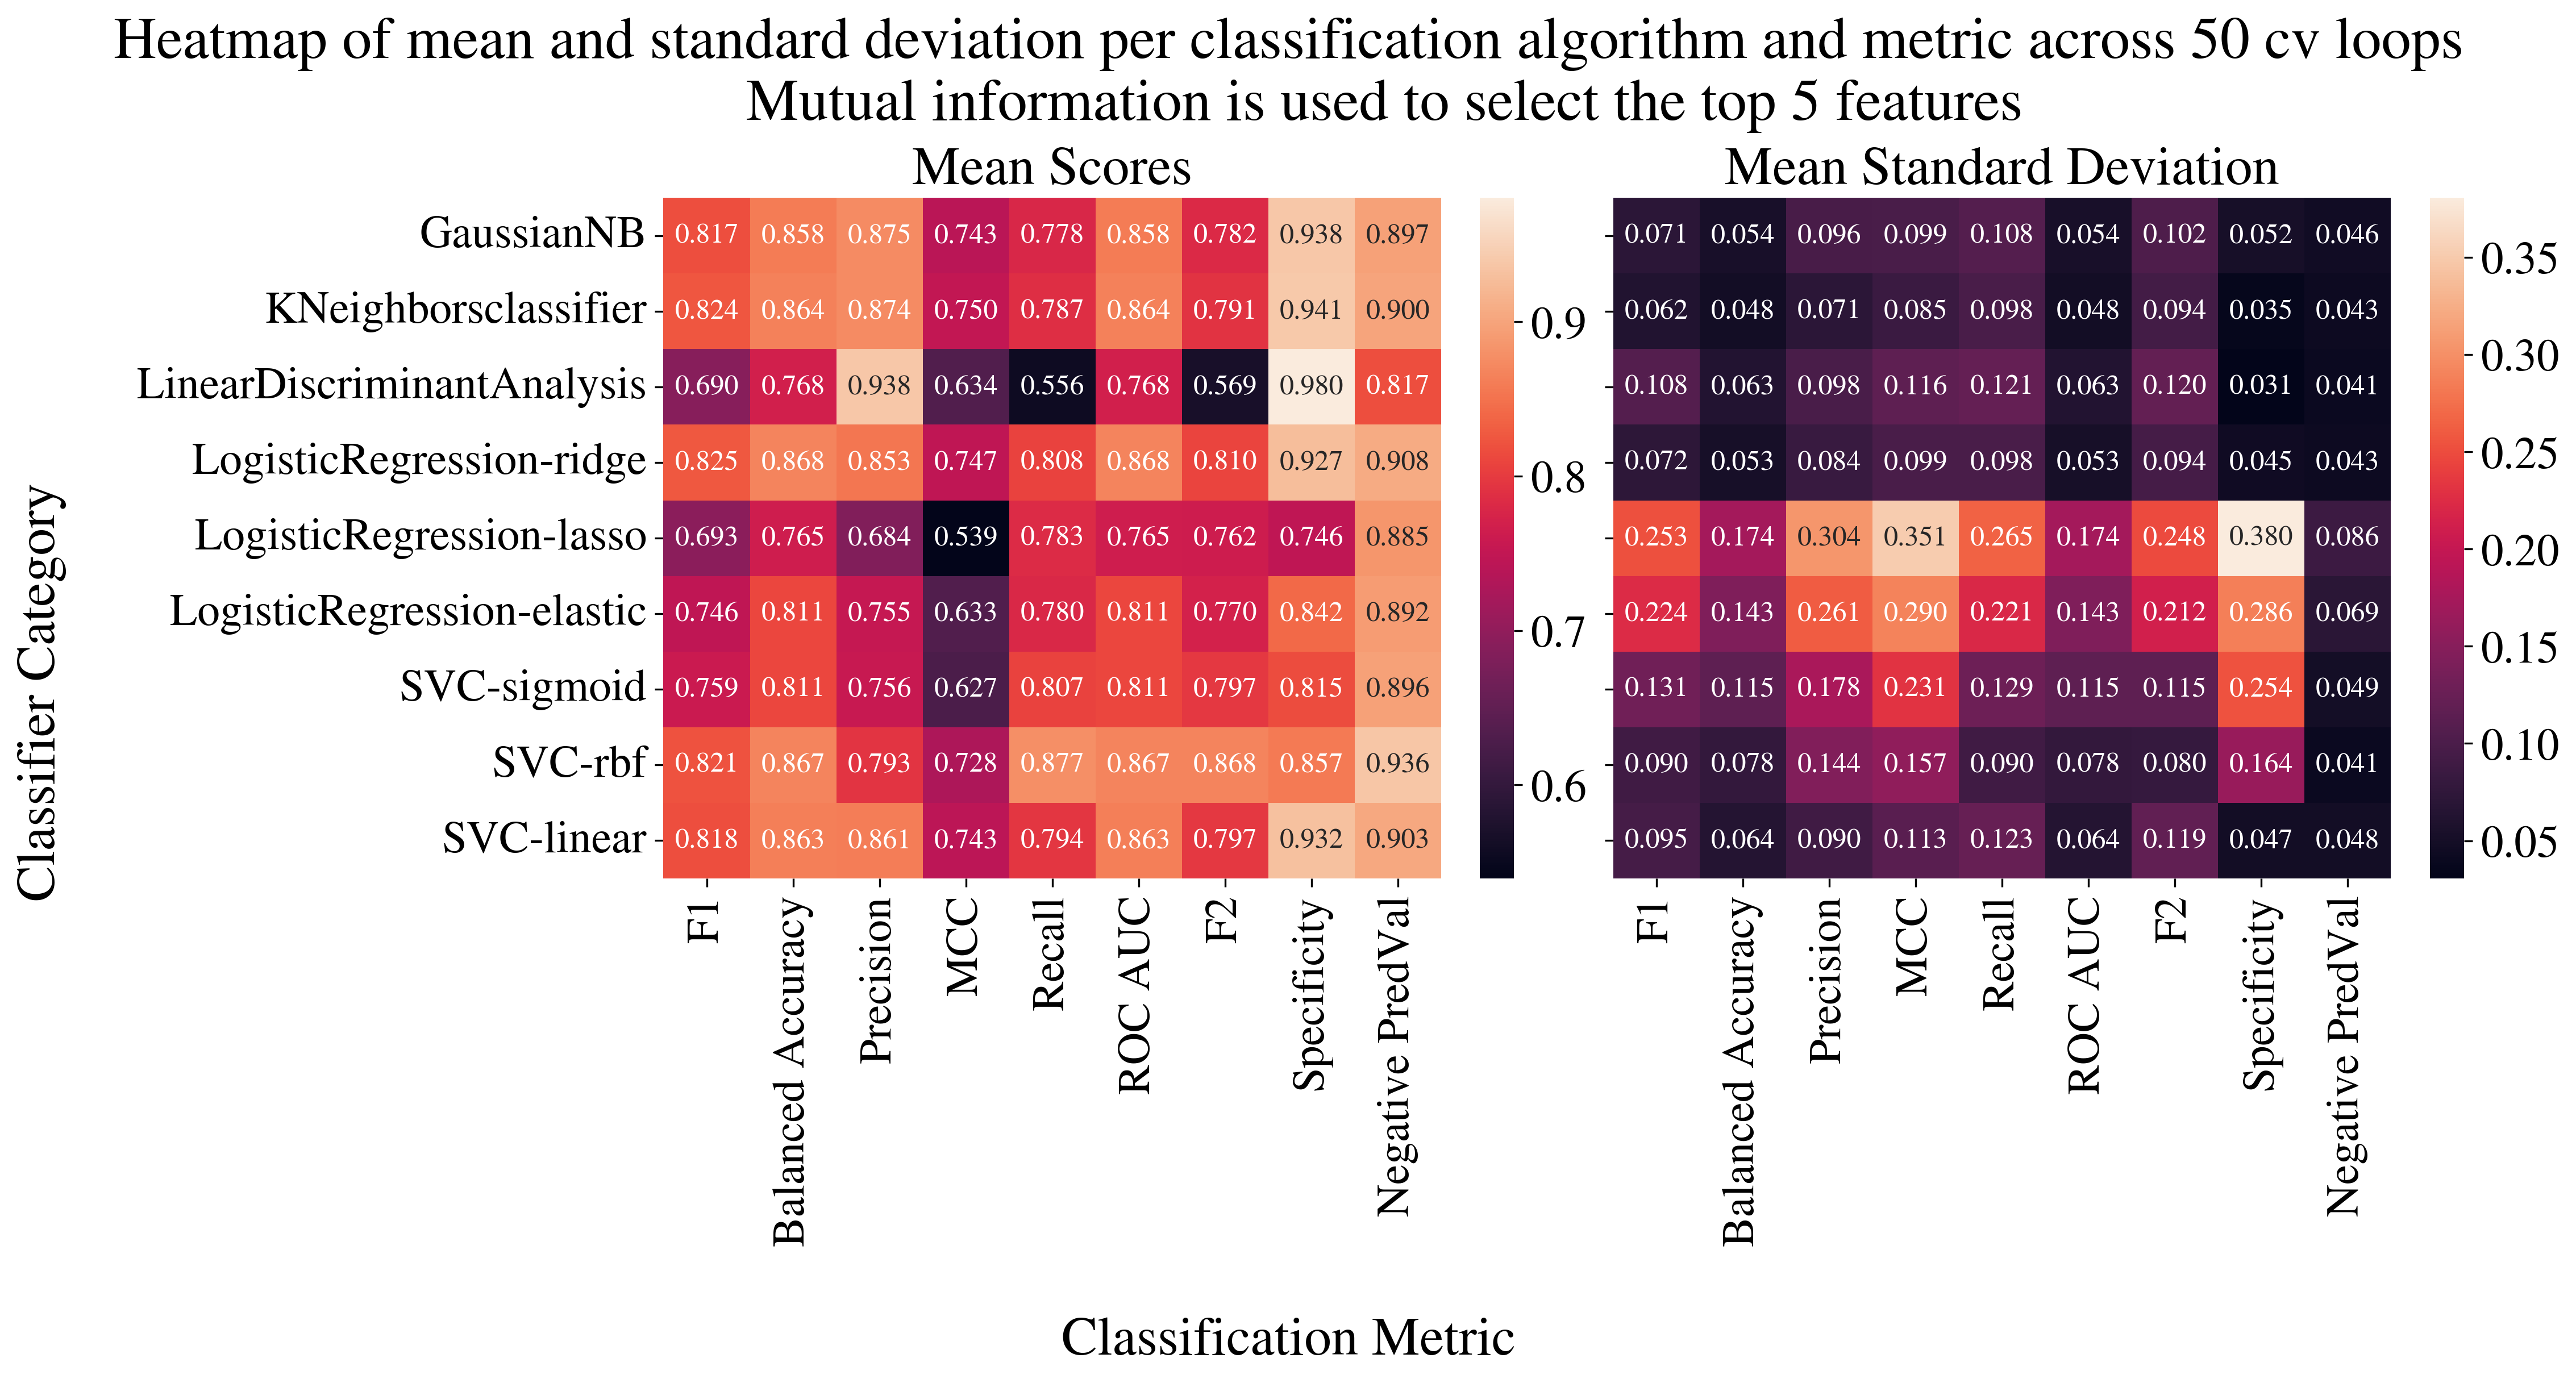 Heatmap of mean and standard deviation per classification algorithm and metric across 50 cv loops
Mutual information is used to select the top 5 features
Mean Scores
Mean Standard Deviation
Classifier Category
GaussianNB 0.817 0.858 0.875 0.743 0.778 0.858 0.782 0.938 0.897
KNeighborsclassifier 0.824 0.864 0.874 0.750 0.787 0.864 0.791 0.941 0.900
LinearDiscriminantAnalysis 0.690 0.768 0.938 0.634 0.556 0.768 0.569 0.980 0.817
LogisticRegression-ridge 0.825 0.868 0.853 0.747 0.808 0.868 0.810 0.927 0.908
LogisticRegression-lasso 0.693 0.765 0.684 0.539 0.783 0.765 0.762 0.746 0.885
LogisticRegression-elastic 0.746 0.811 0.755 0.633 0.780 0.811 0.770 0.842 0.892
SVC-sigmoid 0.759 0.811 0.756 0.627 0.807 0.811 0.797 0.815 0.896
SVC-rbf 0.821 0.867 0.793 0.728 0.877 0.867 0.868 0.857 0.936
SVC-linear 0.818 0.863 0.861 0.743 0.794 0.863 0.797 0.932 0.903
F1
Balanced Accuracy
Precision
MCC
Recall
ROC AUC
F2
Specificity
Negative PredVal
0.9
0.8
0.7
0.6
0.071 0.054 0.096 0.099 0.108 0.054 0.102 0.052 0.046
0.062 0.048 0.071 0.085 0.098 0.048 0.094 0.035 0.043
0.108 0.063 0.098 0.116 0.121 0.063 0.120 0.031 0.041
0.072 0.053 0.084 0.099 0.098 0.053 0.094 0.045 0.043
0.253 0.174 0.304 0.351 0.265 0.174 0.248 0.380 0.086
0.224 0.143 0.261 0.290 0.221 0.143 0.212 0.286 0.069
0.131 0.115 0.178 0.231 0.129 0.115 0.115 0.254 0.049
0.090 0.078 0.144 0.157 0.090 0.078 0.080 0.164 0.041
0.095 0.064 0.090 0.113 0.123 0.064 0.119 0.047 0.048
F1
Balanced Accuracy
Precision
MCC
Recall
ROC AUC
F2
Specificity
Negative PredVal
0.35
0.30
0.25
0.20
0.15
0.10
0.05
Classification Metric